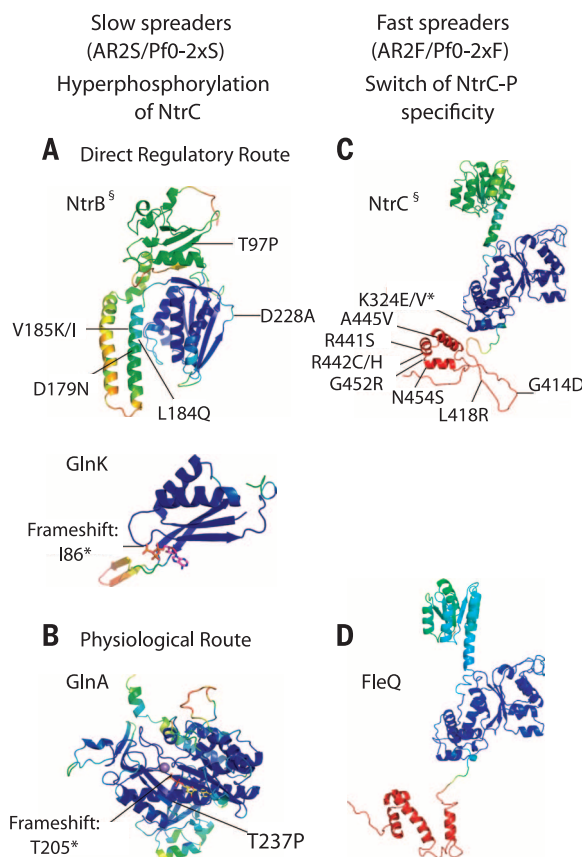 Slow spreaders
(AR2S/Pf0-2xS)
Hyperphosphorylation
of NtrC
Fast spreaders
(AR2F/Pf0-2xF)
Switch of NtrC-P
specificity
A Direct Regulatory Route
NtrB§
T97P
D228A
V185K/I
D179N
L184Q
GlnK
Frameshift:
I86*
B Physiological Route
GlnA
Frameshift:
T205*
T237P
C
NtrC§
K324E/V*
A445V
R441S
R442C/H
G452R
N454S
L418R
G414D
D
FleQ